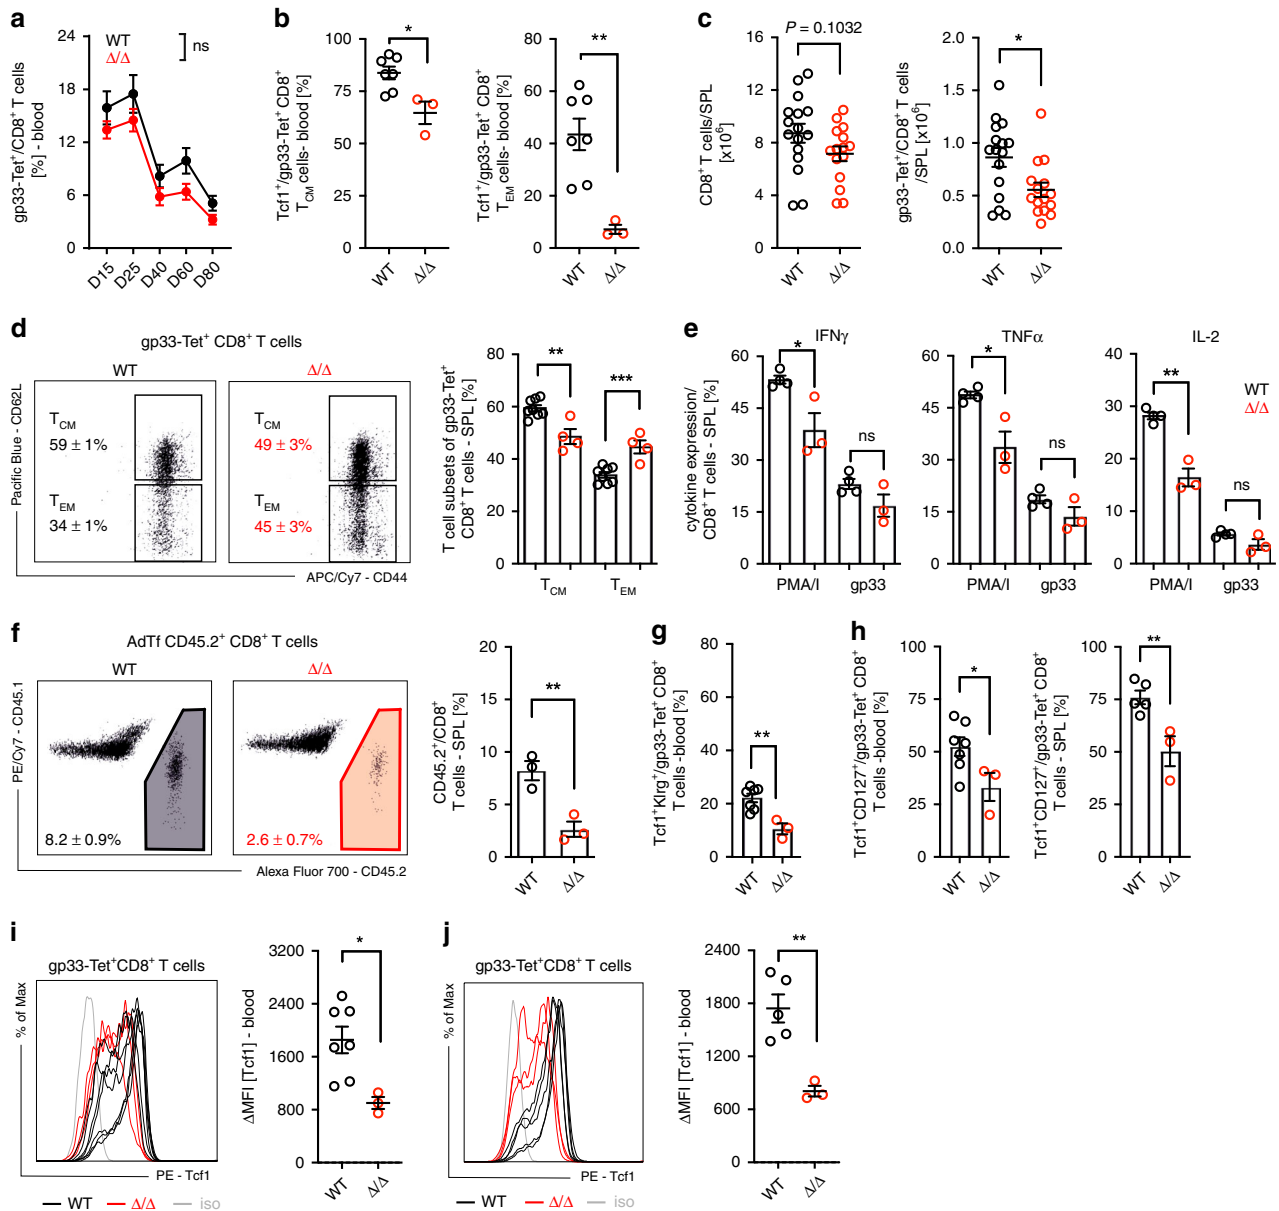 a
gp33-Tet⁺/CD8⁺ T cells
[%] - blood
24
18
12
6
0
WT
Δ/Δ
ns
D15
D25
D40
D60
D80
b
Tcf1⁺/gp33-Tet⁺ CD8⁺
T_CM cells- blood [%]
100
75
50
25
0
*
WT
Δ/Δ
Tcf1⁺/gp33-Tet⁺ CD8⁺
T_EM cells- blood [%]
80
60
40
20
0
**
WT
Δ/Δ
c
CD8⁺ T cells/SPL
[x10⁶]
16
12
8
4
0
P = 0.1032
WT
Δ/Δ
gp33-Tet⁺/CD8⁺ T cells
/SPL [x10⁶]
2.0
1.5
1.0
0.5
0.0
*
WT
Δ/Δ
d
gp33-Tet⁺ CD8⁺ T cells
WT
Δ/Δ
Pacific Blue - CD62L
T_CM
59 ± 1%
T_EM
34 ± 1%
T_CM
49 ± 3%
T_EM
45 ± 3%
APC/Cy7 - CD44
T cell subsets of gp33-Tet⁺
CD8⁺ T cells - SPL [%]
80
60
40
20
0
**
***
T_CM
T_EM
e
cytokine expression/
CD8⁺ T cells - SPL [%]
IFNγ
60
45
30
15
0
*
ns
PMA/I
gp33
TNFα
60
45
30
15
0
*
ns
PMA/I
gp33
IL-2
40
30
20
10
0
**
ns
WT
Δ/Δ
PMA/I
gp33
f
AdTf CD45.2⁺ CD8⁺ T cells
WT
Δ/Δ
PE/Cy7 - CD45.1
8.2 ± 0.9%
2.6 ± 0.7%
Alexa Fluor 700 - CD45.2
CD45.2⁺/CD8⁺
T cells - SPL [%]
20
15
10
5
0
**
WT
Δ/Δ
g
Tcf1⁺Klrg⁺/gp33-Tet⁺ CD8⁺
T cells -blood [%]
80
60
40
20
0
**
WT
Δ/Δ
h
Tcf1⁺CD127⁺/gp33-Tet⁺ CD8⁺
T cells -blood [%]
100
75
50
25
0
*
WT
Δ/Δ
Tcf1⁺CD127⁺/gp33-Tet⁺ CD8⁺
T cells - SPL [%]
100
75
50
25
0
**
WT
Δ/Δ
i
gp33-Tet⁺CD8⁺ T cells
% of Max
PE - Tcf1
WT
Δ/Δ
iso
ΔMFI [Tcf1] - blood
3200
2400
1600
800
0
*
WT
Δ/Δ
j
gp33-Tet⁺CD8⁺ T cells
% of Max
PE - Tcf1
WT
Δ/Δ
iso
ΔMFI [Tcf1] - blood
2400
1800
1200
600
0
**
WT
Δ/Δ